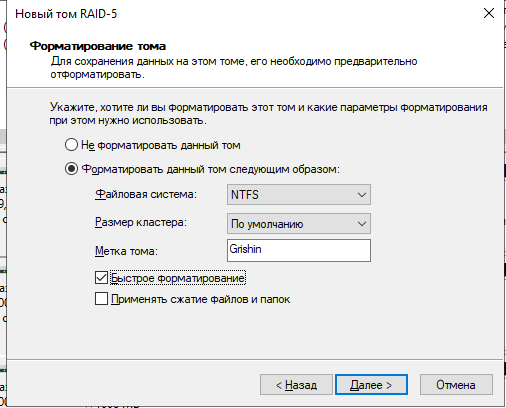 Новый том RAID-5
Форматирование тома
Для сохранения данных на этом томе, его необходимо предварительно
отформатировать.
Укажите, хотите ли вы форматировать этот том и какие параметры форматирования
при этом нужно использовать.
Не форматировать данный том
Форматировать данный том следующим образом:
Файловая система: NTFS
Размер кластера: По умолчанию
Метка тома: Grishin
Быстрое форматирование
Применять сжатие файлов и папок
< Назад Далее > Отмена